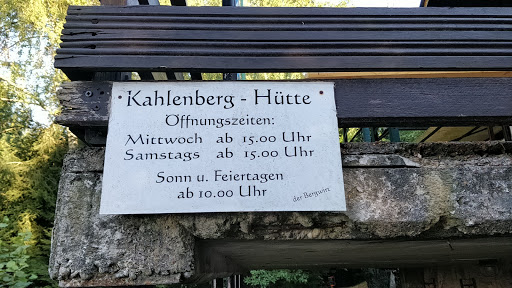 Kahlenberg - Hütte
Öffnungszeiten:
Mittwoch ab 15.00 Uhr
Samstags ab 15.00 Uhr
Sonn u. Feiertagen
ab 10.00 Uhr
der Bergwirt